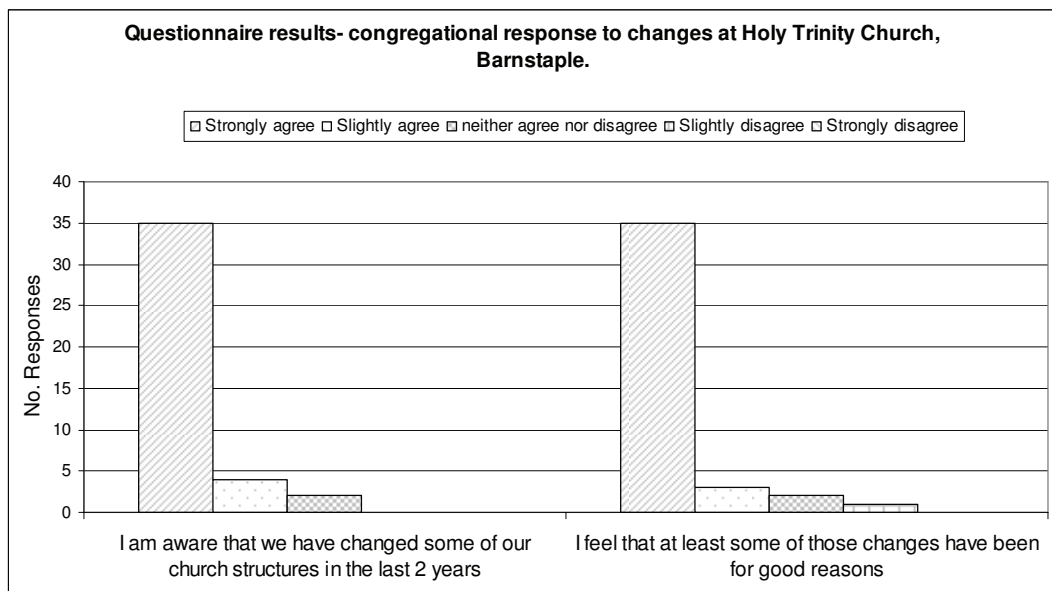 Questionnaire results- congregational response to changes at Holy Trinity Church,
Barnstaple.
Strongly agree Slightly agree neither agree nor disagree Slightly disagree Strongly disagree
40
35
30
25
20
15
10
5
0
No. Responses
I am aware that we have changed some of our
church structures in the last 2 years
I feel that at least some of those changes have been
for good reasons